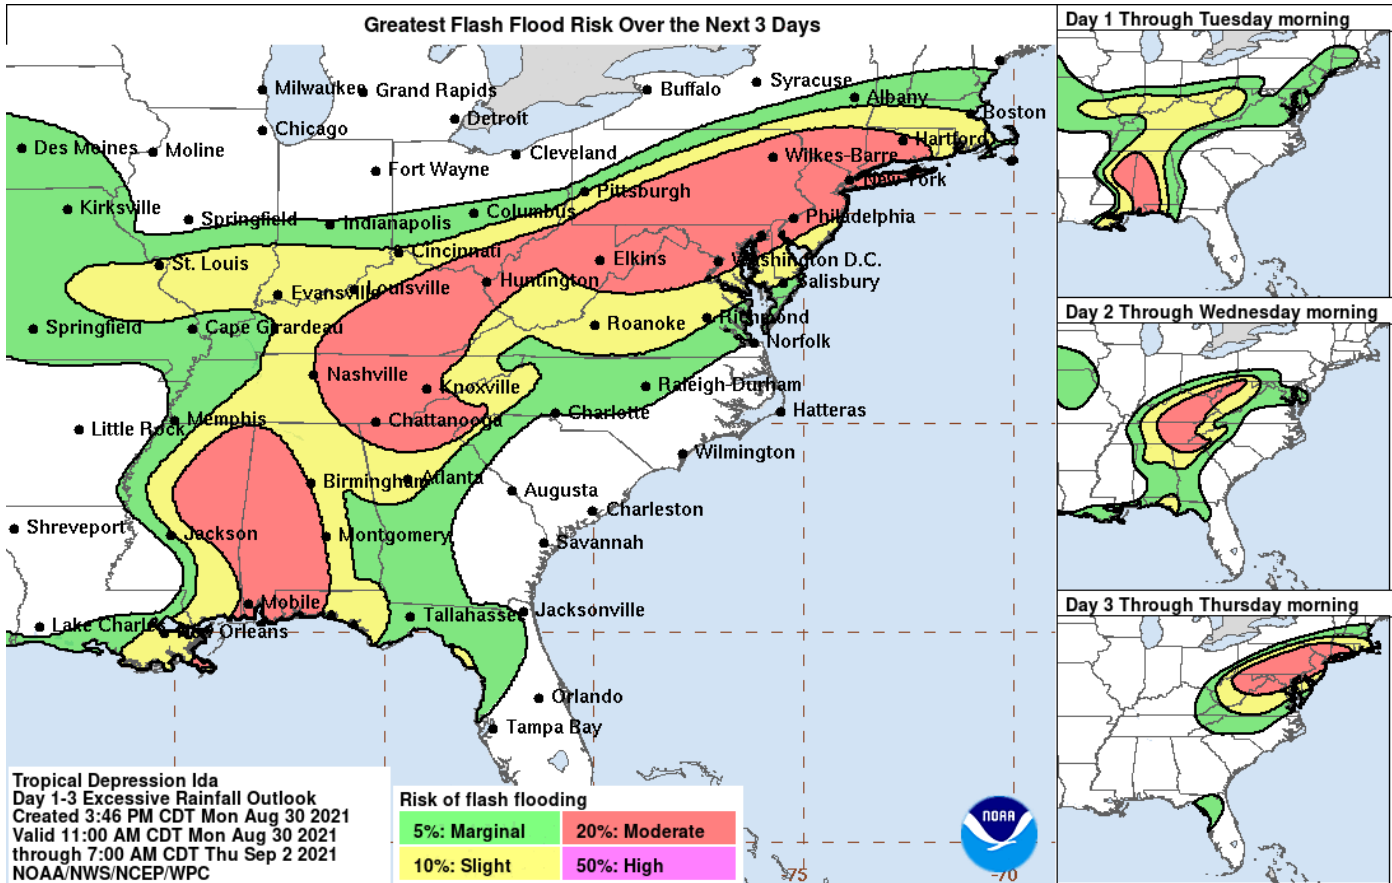 Greatest Flash Flood Risk Over the Next 3 Days
Milwaukee
Grand Rapids
Buffalo
Syracuse
Albany
Boston
Detroit
Chicago
Hartford
Des Moines
Moline
Cleveland
Wilkes-Barre
Fort Wayne
New York
Pittsburgh
Kirksville
Springfield
Indianapolis
Columbus
Philadelphia
Cincinnati
St. Louis
Elkins
Washington D.C.
Evansville
Louisville
Huntington
Salisbury
Springfield
Cape Girardeau
Roanoke
Richmond
Norfolk
Nashville
Knoxville
Raleigh-Durham
Hatteras
Memphis
Little Rock
Chattanooga
Charlotte
Wilmington
Birmingham
Atlanta
Augusta
Charleston
Shreveport
Jackson
Montgomery
Savannah
Mobile
Tallahassee
Jacksonville
Lake Charles
New Orleans
Orlando
Tampa Bay
75
-70
Tropical Depression Ida
Day 1-3 Excessive Rainfall Outlook
Created 3:46 PM CDT Mon Aug 30 2021
Valid 11:00 AM CDT Mon Aug 30 2021
through 7:00 AM CDT Thu Sep 2 2021
NOAA/NWS/NCEP/WPC
Risk of flash flooding
5%: Marginal
20%: Moderate
10%: Slight
50%: High
NOAA
Day 1 Through Tuesday morning
Day 2 Through Wednesday morning
Day 3 Through Thursday morning